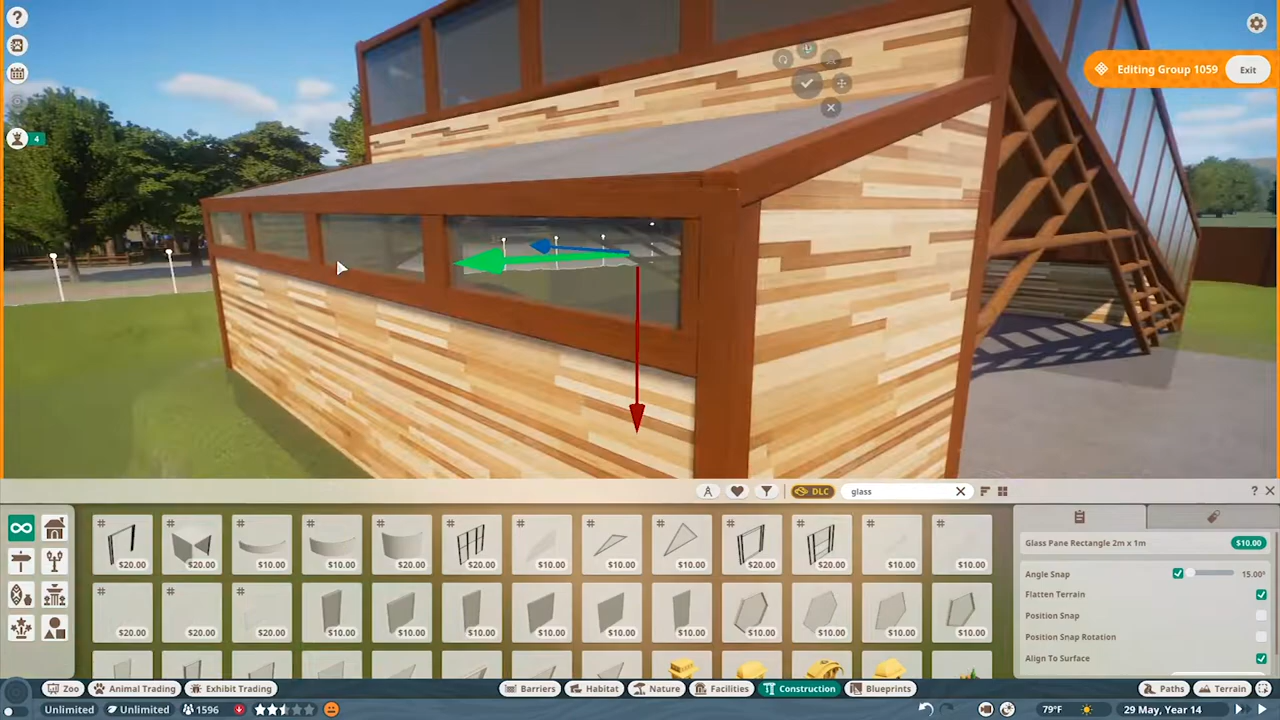 ?
4
Editing Group 1059
Exit
DLC
glass
?
$20.00
$20.00
$10.00
$10.00
$20.00
$20.00
$10.00
$10.00
$10.00
$20.00
$20.00
$10.00
$10.00
$20.00
$20.00
$20.00
$10.00
$10.00
$10.00
$10.00
$10.00
$10.00
$10.00
$10.00
$10.00
$10.00
Glass Pane Rectangle 2m x 1m
$10.00
Angle Snap
15.00°
Flatten Terrain
Position Snap
Position Snap Rotation
Align To Surface
Zoo
Animal Trading
Exhibit Trading
Barriers
Habitat
Nature
Facilities
Construction
Blueprints
Paths
Terrain
Unlimited
Unlimited
1596
79°F
29 May, Year 14